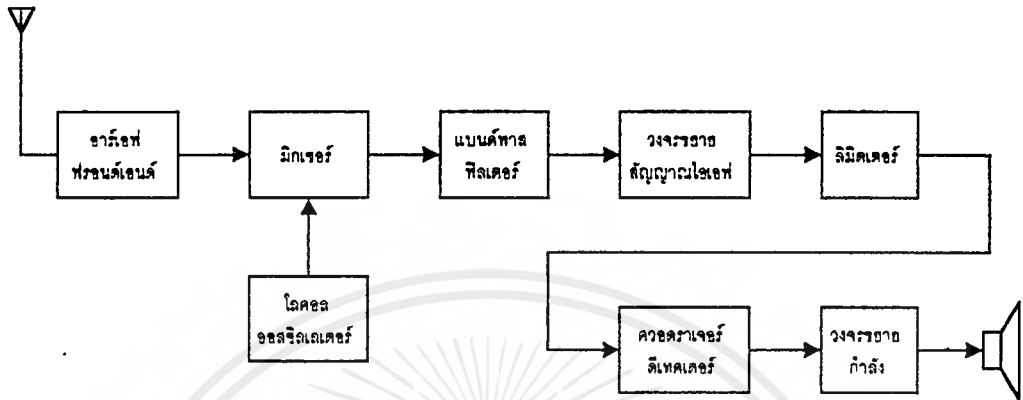 อาร์เอฟ
ฟรอนด์เอนด์
มิกเซอร์
แบนด์พาส
ฟิลเตอร์
วงจรขยาย
สัญญาณไอเอฟ
ลิมิตเตอร์
โลคอล
ออสซิลเลเตอร์
ควอดราเจอร์
ดีเทคเตอร์
วงจรขยาย
กำลัง